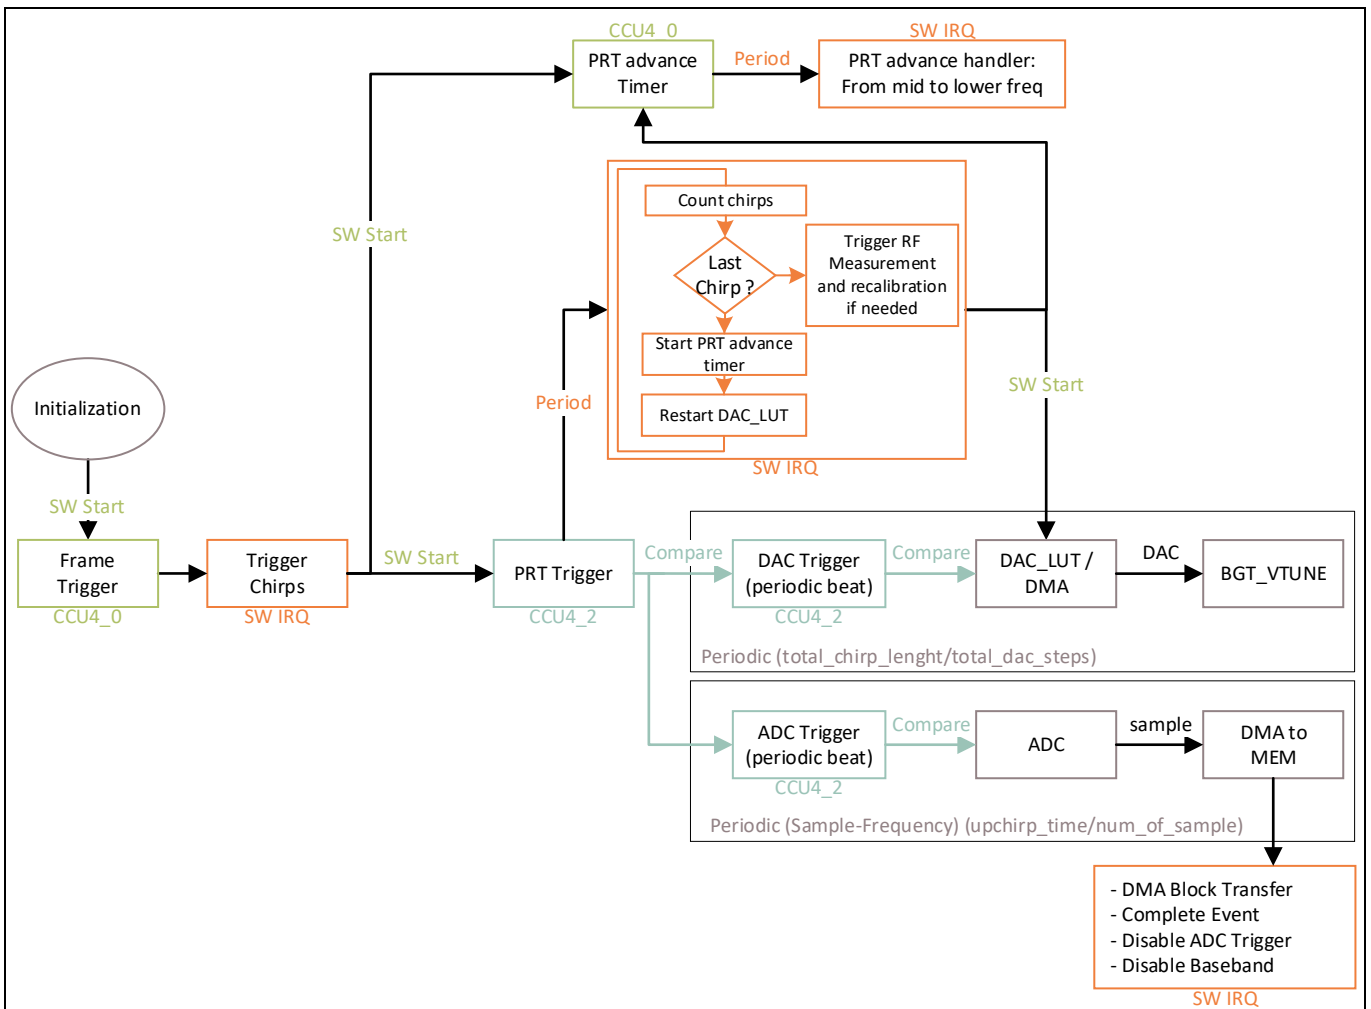 CCU4_0
PRT advance
Timer
Period
SW IRQ
PRT advance handler:
From mid to lower freq
SW Start
Count chirps
Last
Chirp ?
Trigger RF
Measurement
and recalibration
if needed
Start PRT advance
timer
Restart DAC_LUT
SW IRQ
Period
SW Start
Initialization
SW Start
Frame
Trigger
CCU4_0
Trigger
Chirps
SW IRQ
SW Start
PRT Trigger
CCU4_2
Compare
DAC Trigger
(periodic beat)
CCU4_2
Compare
DAC_LUT /
DMA
DAC
BGT_VTUNE
Periodic (total_chirp_lenght/total_dac_steps)
ADC Trigger
(periodic beat)
CCU4_2
Compare
ADC
sample
DMA to
MEM
Periodic (Sample-Frequency) (upchirp_time/num_of_sample)
- DMA Block Transfer
- Complete Event
- Disable ADC Trigger
- Disable Baseband
SW IRQ